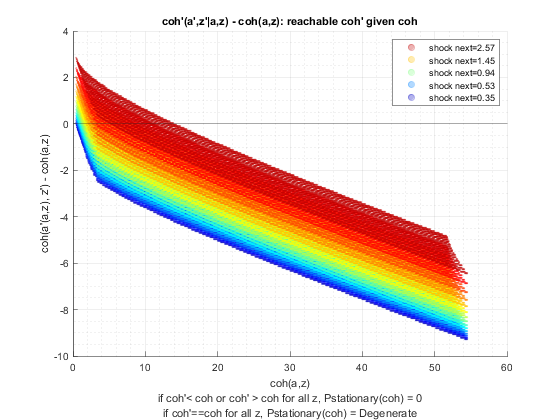 coh'(a',z'|a,z) - coh(a,z): reachable coh' given coh
4
2
0
-2
-4
-6
-8
-10
coh(a'(a,z), z') - coh(a,z)
shock next=2.57
shock next=1.45
shock next=0.94
shock next=0.53
shock next=0.35
0 10 20 30 40 50 60
coh(a,z)
if coh'< coh or coh' > coh for all z, Pstationary(coh) = 0
if coh'==coh for all z, Pstationary(coh) = Degenerate